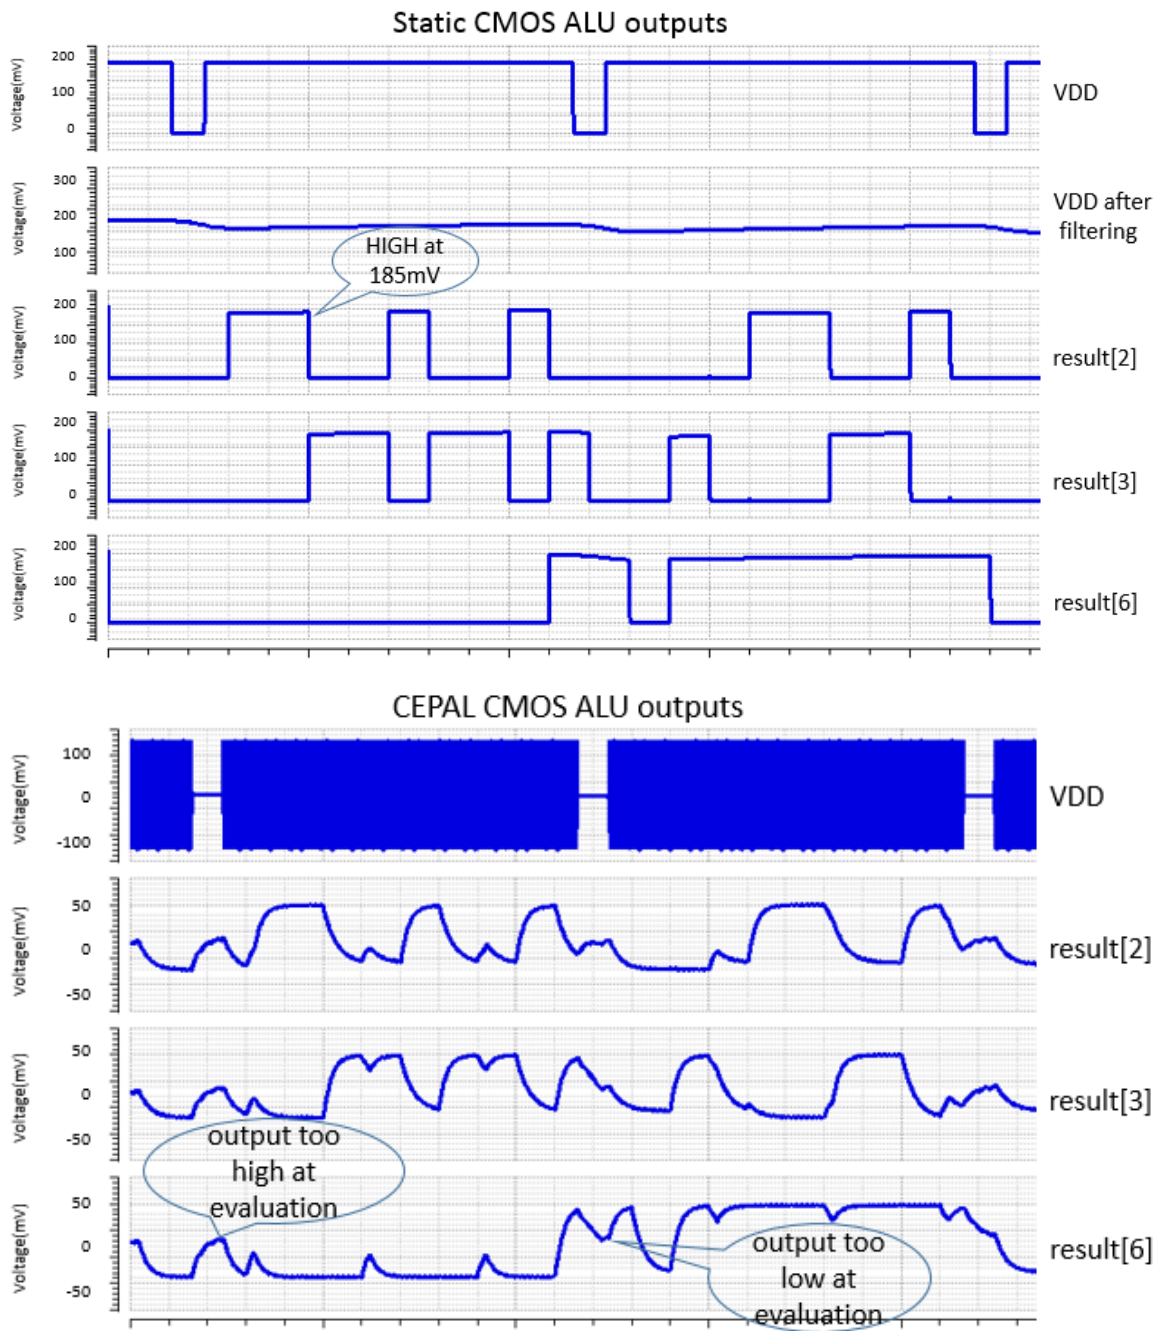 Static CMOS ALU outputs
Voltage(mV)
200
100
0
VDD
Voltage(mV)
300
200
100
VDD after
filtering
HIGH at
185mV
Voltage(mV)
200
100
0
result[2]
Voltage(mV)
200
100
0
result[3]
Voltage(mV)
200
100
0
result[6]
CEPAL CMOS ALU outputs
Voltage(mV)
100
0
-100
VDD
Voltage(mV)
50
0
-50
result[2]
Voltage(mV)
50
0
-50
result[3]
output too
high at
evaluation
Voltage(mV)
50
0
-50
result[6]
output too
low at
evaluation